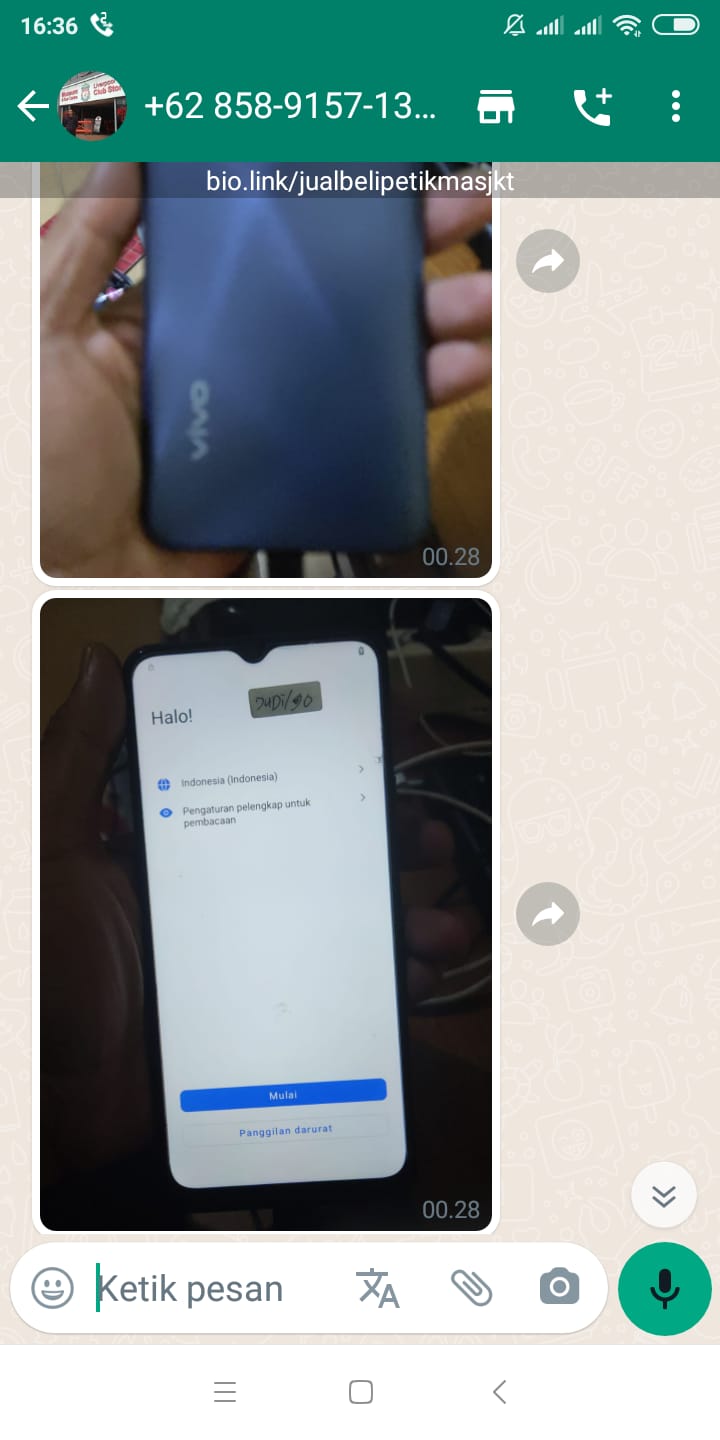 16:36
+62 858-9157-13...
bio.link/jualbelipetikmasjkt
vivo
00.28
Halo!
Indonesia (Indonesia)
Pengaturan pelengkap untuk
pembacaan
Mulai
Panggilan darurat
00.28
Ketik pesan